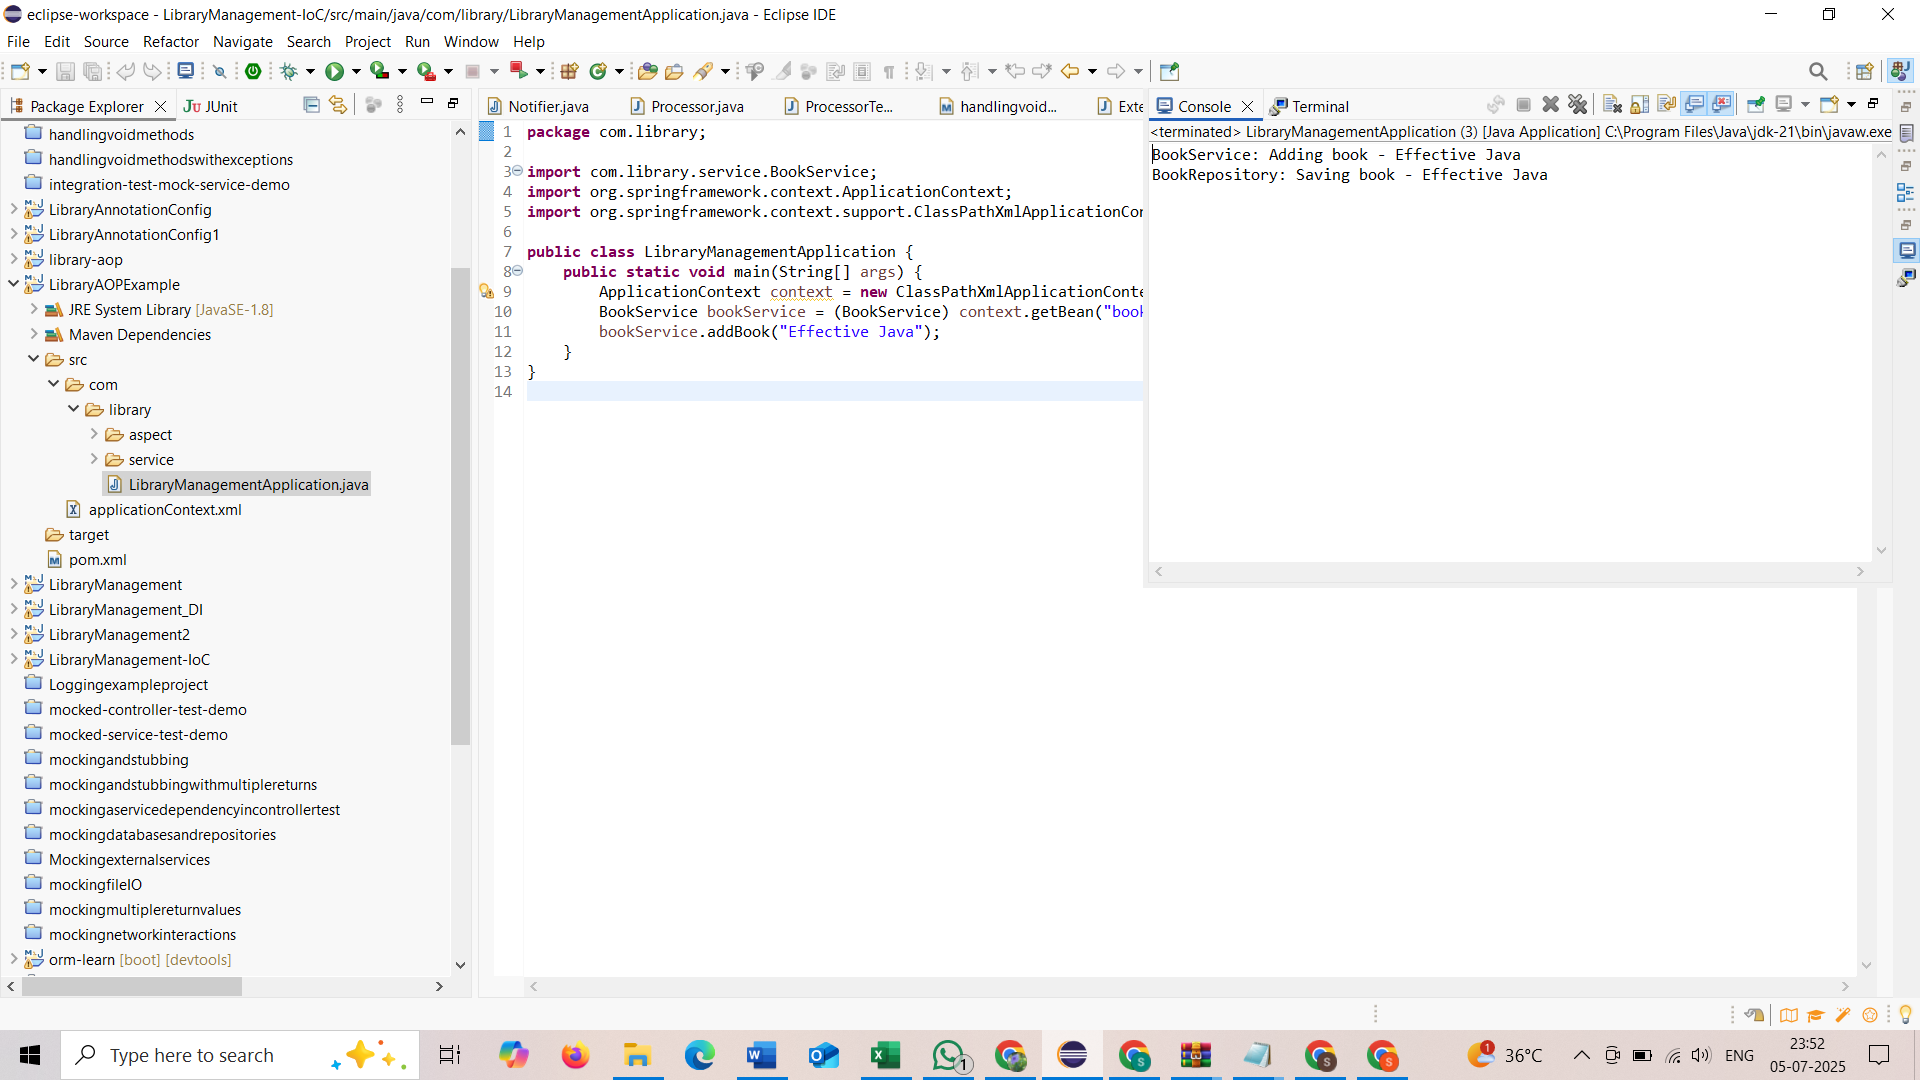 eclipse-workspace - LibraryManagement-IoC/src/main/java/com/library/LibraryManagementApplication.java - Eclipse IDE
File Edit Source Refactor Navigate Search Project Run Window Help
Package Explorer
JUnit
handlingvoidmethods
handlingvoidmethodswithexceptions
integration-test-mock-service-demo
LibraryAnnotationConfig
LibraryAnnotationConfig1
library-aop
LibraryAOPExample
JRE System Library [JavaSE-1.8]
Maven Dependencies
src
com
library
aspect
service
LibraryManagementApplication.java
applicationContext.xml
target
pom.xml
LibraryManagement
LibraryManagement_DI
LibraryManagement2
LibraryManagement-IoC
Loggingexampleproject
mocked-controller-test-demo
mocked-service-test-demo
mockingandstubbing
mockingandstubbingwithmultiplereturns
mockingaservicedependencyincontrollertest
mockingdatabasesandrepositories
Mockingexternalservices
mockingfileIO
mockingmultiplereturnvalues
mockingnetworkinteractions
orm-learn [boot] [devtools]
Notifier.java Processor.java ProcessorTe... handlingvoid... Exte
1 package com.library;
2
3 import com.library.service.BookService;
4 import org.springframework.context.ApplicationContext;
5 import org.springframework.context.support.ClassPathXmlApplicationCon
6
7 public class LibraryManagementApplication {
8 public static void main(String[] args) {
9 ApplicationContext context = new ClassPathXmlApplicationConte
10 BookService bookService = (BookService) context.getBean("book
11 bookService.addBook("Effective Java");
12 }
13 }
14
Console Terminal
<terminated> LibraryManagementApplication (3) [Java Application] C:\Program Files\Java\jdk-21\bin\javaw.exe
BookService: Adding book - Effective Java
BookRepository: Saving book - Effective Java
Type here to search
1
1
36°C
ENG
23:52
05-07-2025